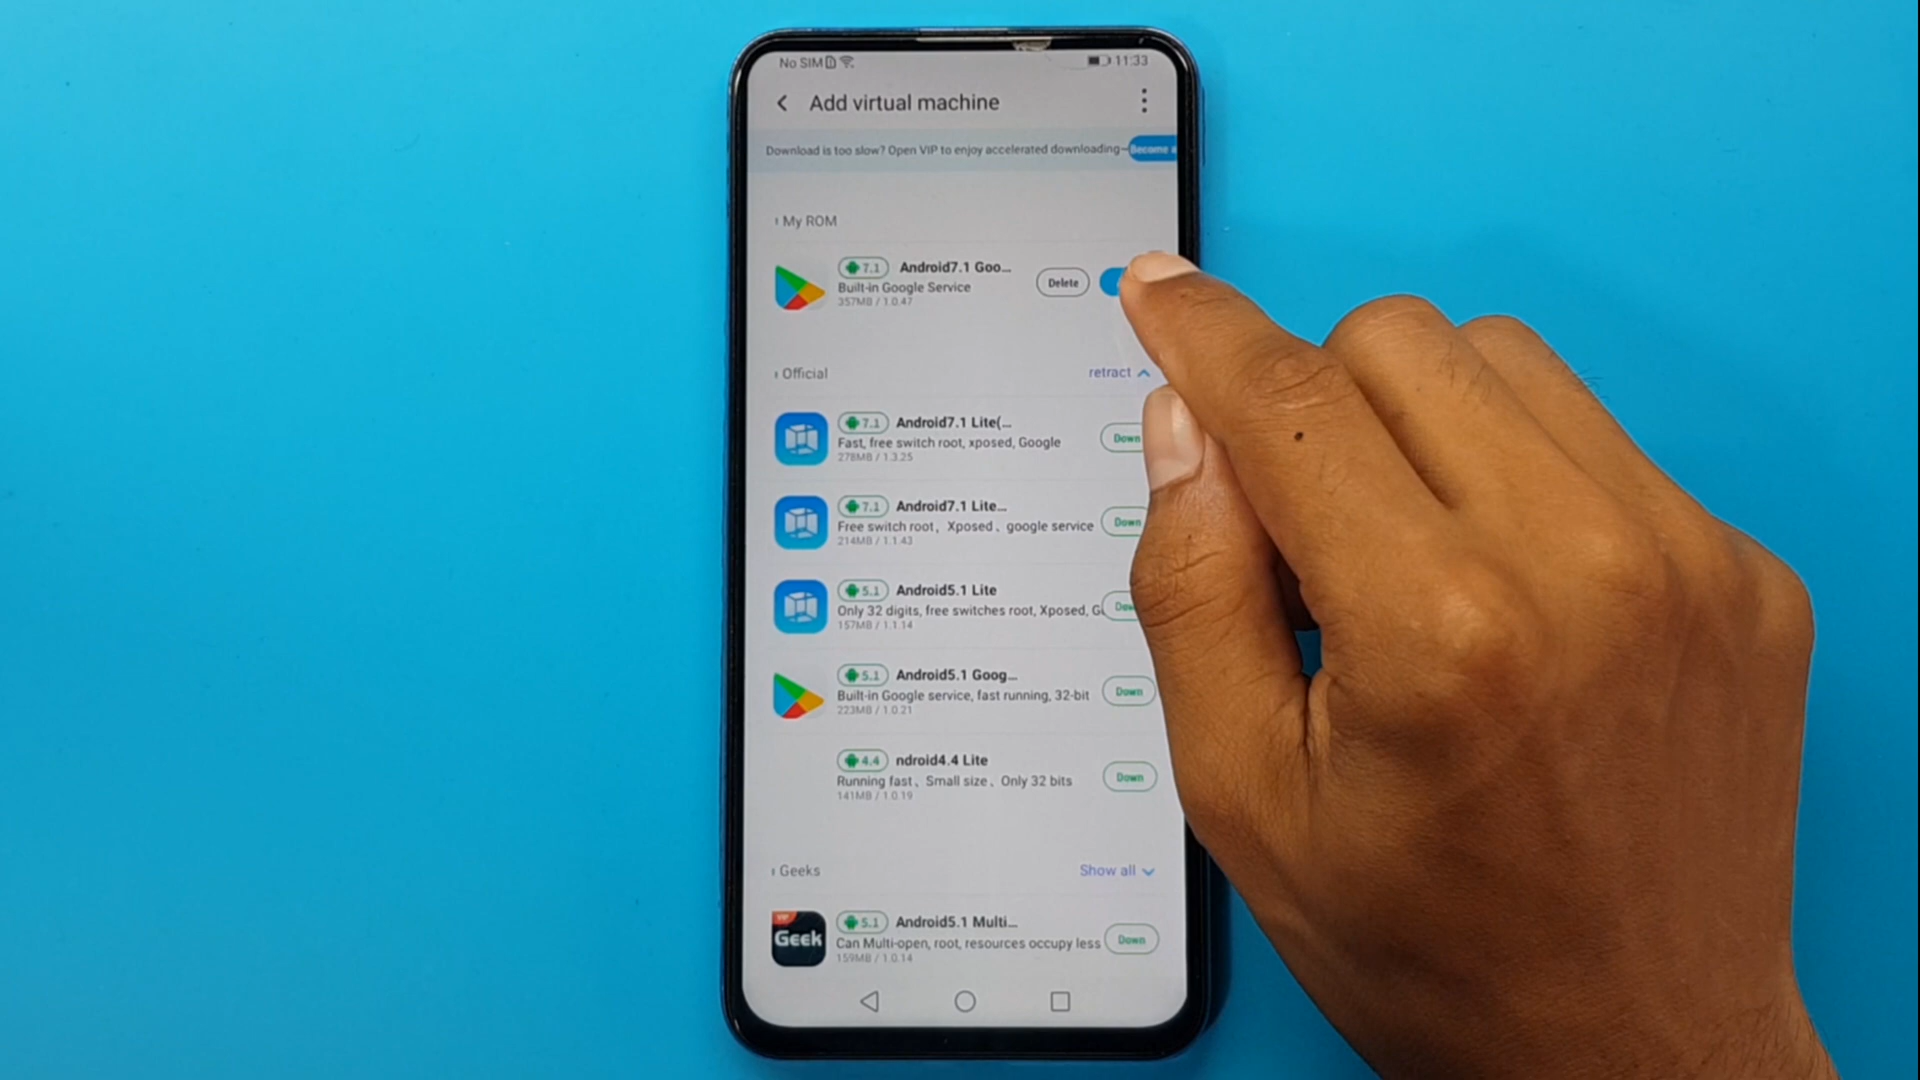 No SIM 11:33
Add virtual machine
Download is too slow? Open VIP to enjoy accelerated downloading~ Become a
My ROM
7.1 Android7.1 Goo...
Built-in Google Service
357MB / 1.0.47
Delete
Official retract
7.1 Android7.1 Lite(...
Fast, free switch root, xposed, Google
278MB / 1.3.25
Down
7.1 Android7.1 Lite...
Free switch root、Xposed、google service
214MB / 1.1.43
Down
5.1 Android5.1 Lite
Only 32 digits, free switches root, Xposed, G
157MB / 1.1.14
5.1 Android5.1 Goog...
Built-in Google service, fast running, 32-bit
223MB / 1.0.21
Down
4.4 ndroid4.4 Lite
Running fast、Small size、Only 32 bits
141MB / 1.0.19
Down
Geeks Show all
VIP
Geek
5.1 Android5.1 Multi...
Can Multi-open, root, resources occupy less
159MB / 1.0.14
Down